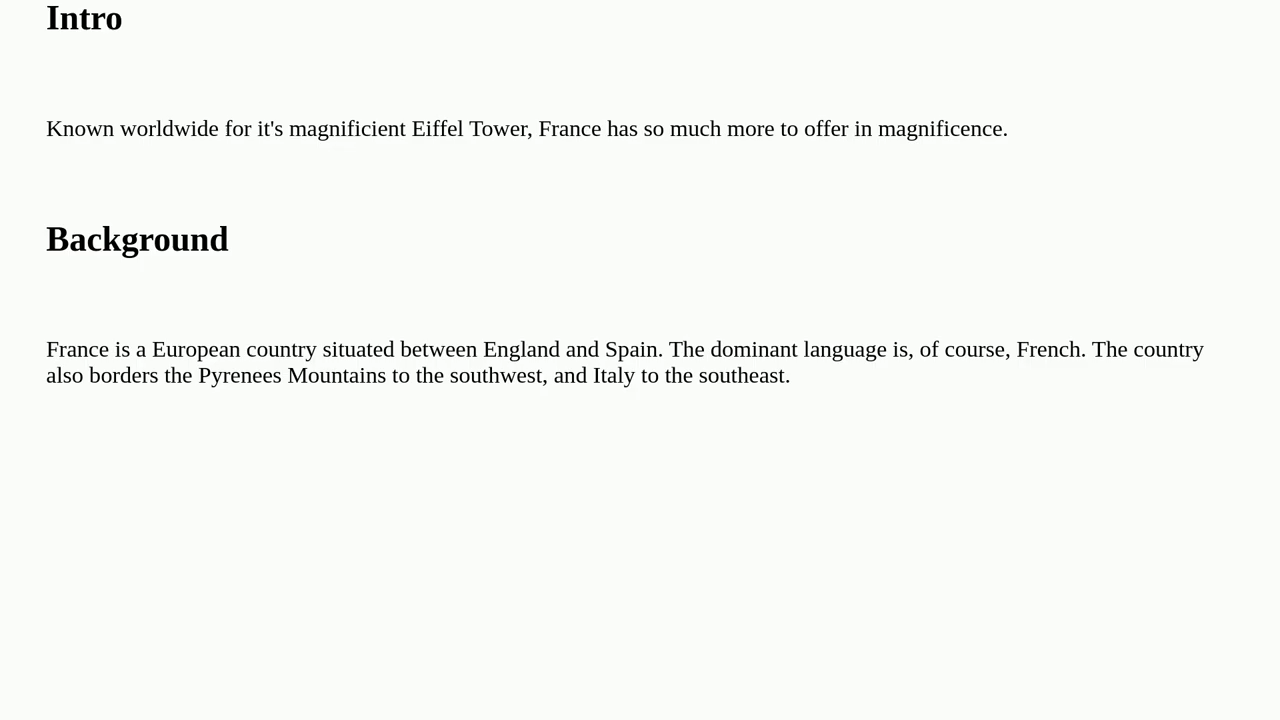 Intro
Known worldwide for it's magnificient Eiffel Tower, France has so much more to offer in magnificence.
Background
France is a European country situated between England and Spain. The dominant language is, of course, French. The country
also borders the Pyrenees Mountains to the southwest, and Italy to the southeast.